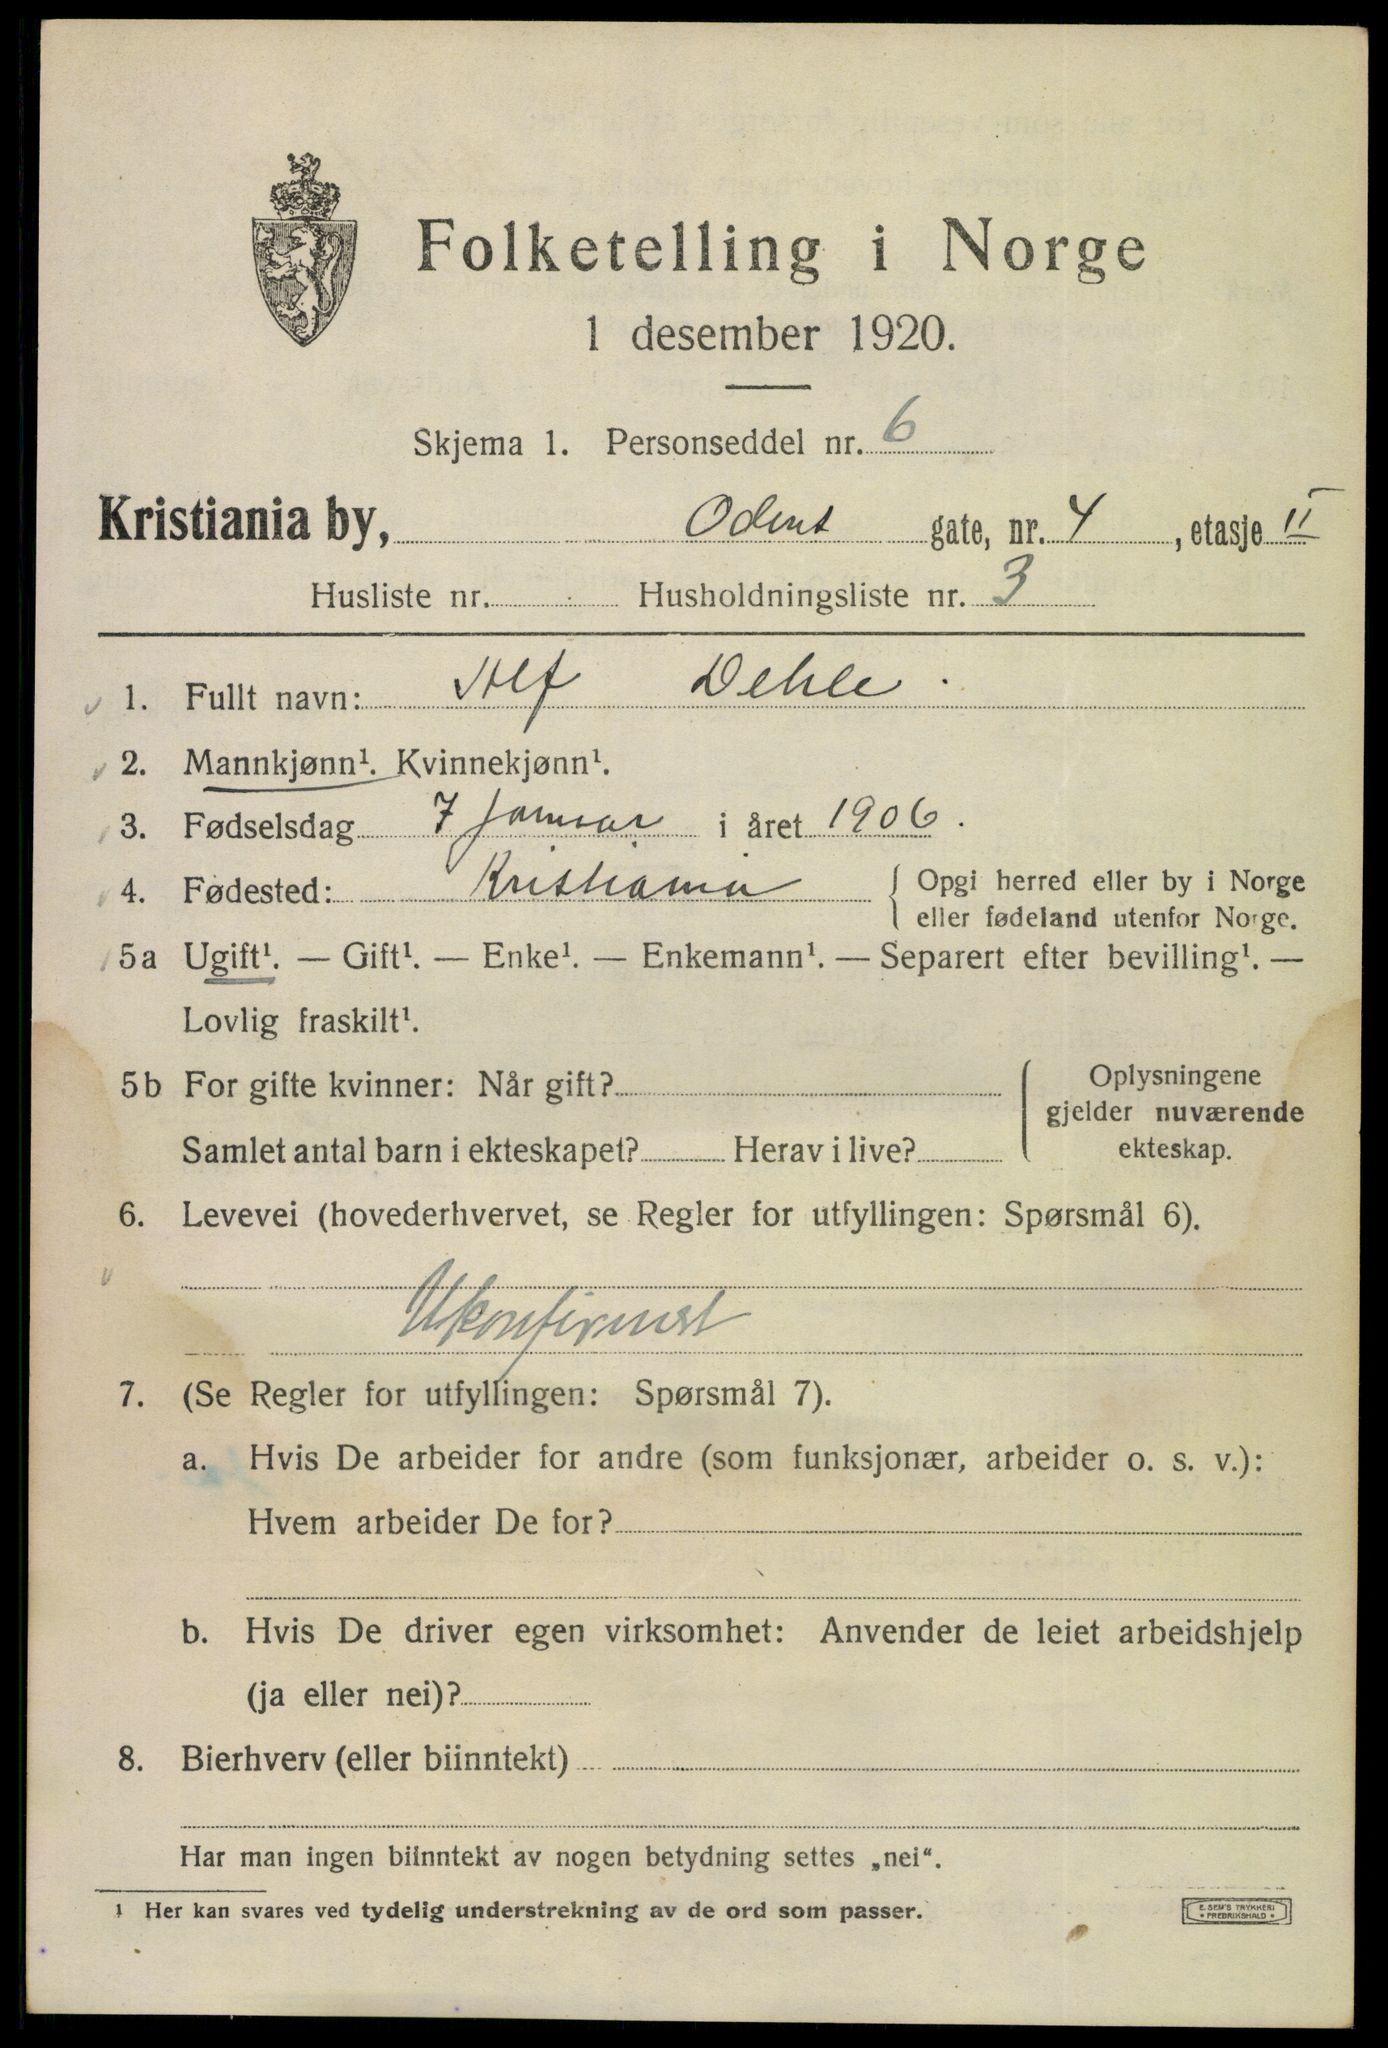 Folketelling i Norge
1 desember 1920.
Skjema 1. Personseddel nr. 6
Kristiania by, Odens gate, nr. 4, etasje II
Husliste nr. Husholdningsliste nr. 3
1. Fullt navn: Alf Dehle.
2. Mannkjønn¹. Kvinnekjønn¹.
3. Fødselsdag 7 Januar i året 1906.
4. Fødested: Kristiania { Opgi herred eller by i Norge
eller fødeland utenfor Norge.
5a Ugift¹. — Gift¹. — Enke¹. — Enkemann¹. — Separert efter bevilling¹. —
Lovlig fraskilt¹.
5b For gifte kvinner: Når gift? { Oplysningene
gjelder nuværende
Samlet antal barn i ekteskapet? Herav i live? ekteskap.
6. Levevei (hovederhvervet, se Regler for utfyllingen: Spørsmål 6).
Ukonfirmert
7. (Se Regler for utfyllingen: Spørsmål 7).
a. Hvis De arbeider for andre (som funksjonær, arbeider o. s. v.):
Hvem arbeider De for?
b. Hvis De driver egen virksomhet: Anvender de leiet arbeidshjelp
(ja eller nei)?
8. Bierhverv (eller biinntekt)
Har man ingen biinntekt av nogen betydning settes „nei“.
1 Her kan svares ved tydelig understrekning av de ord som passer.
E. SEM'S TRYKKERI
• FREDRIKSHALD •